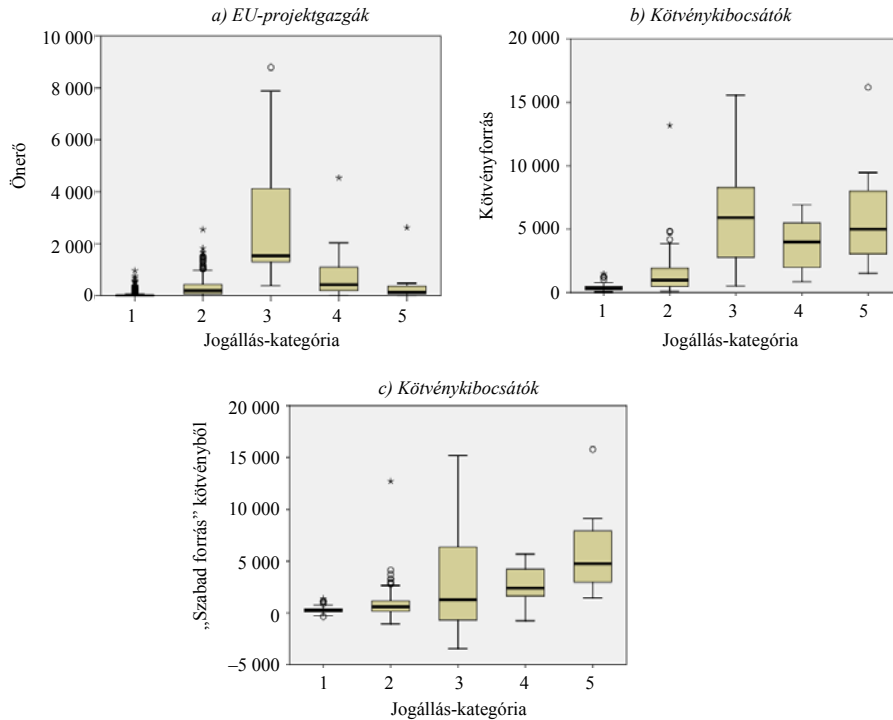 a) EU-projektgazgák
10 000
8 000
6 000
4 000
2 000
0
Önerő
1 2 3 4 5
Jogállás-kategória
b) Kötvénykibocsátók
20 000
15 000
10 000
5 000
0
Kötvényforrás
1 2 3 4 5
Jogállás-kategória
c) Kötvénykibocsátók
20 000
15 000
10 000
5 000
0
–5 000
„Szabad forrás” kötvényből
1 2 3 4 5
Jogállás-kategória